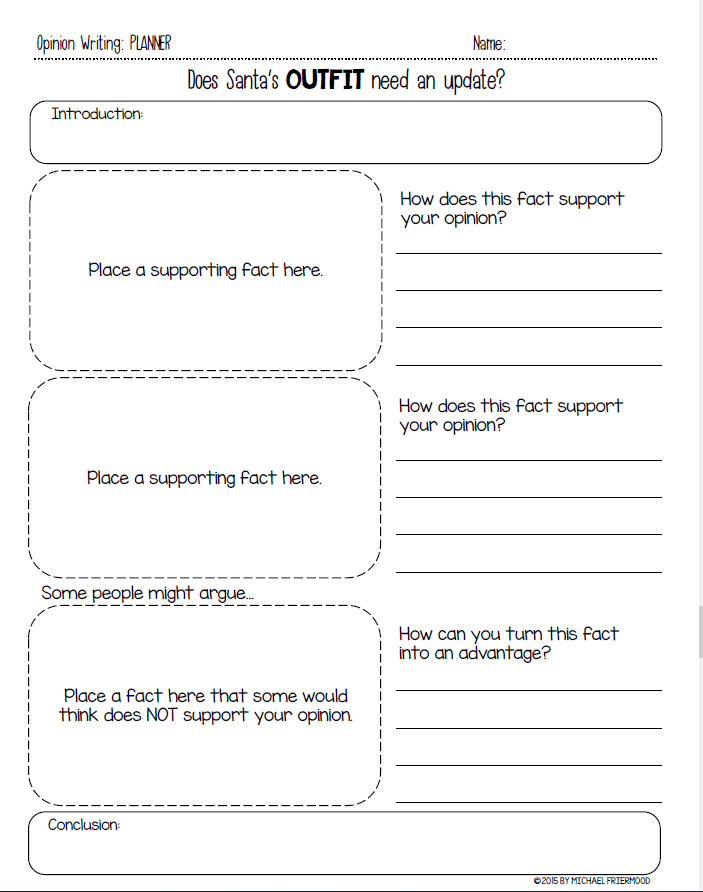 Opinion Writing: PLANNER Name:
Does Santa's OUTFIT need an update?
Introduction:
Place a supporting fact here.
How does this fact support
your opinion?
Place a supporting fact here.
How does this fact support
your opinion?
Some people might argue...
Place a fact here that some would
think does NOT support your opinion.
How can you turn this fact
into an advantage?
Conclusion:
©2015 BY MICHAEL FRIERMOOD